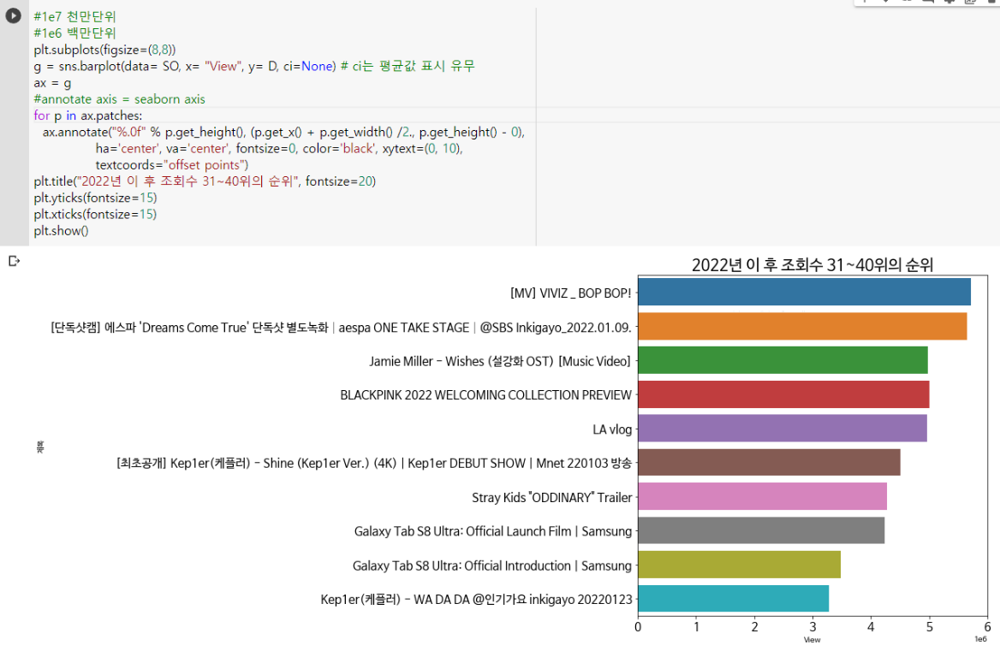 #1e7 천만단위
#1e6 백만단위
plt.subplots(figsize=(8,8))
g = sns.barplot(data= SO, x= "View", y= D, ci=None) # ci는 평균값 표시 유무
ax = g
#annotate axis = seaborn axis
for p in ax.patches:
ax.annotate("%.0f" % p.get_height(), (p.get_x() + p.get_width() /2., p.get_height() - 0),
ha='center', va='center', fontsize=0, color='black', xytext=(0, 10),
textcoords="offset points")
plt.title("2022년 이 후 조회수 31~40위의 순위", fontsize=20)
plt.yticks(fontsize=15)
plt.xticks(fontsize=15)
plt.show()
2022년 이 후 조회수 31~40위의 순위
[MV] VIVIZ _ BOP BOP!
[단독샷캠] 에스파 'Dreams Come True' 단독샷 별도녹화 | aespa ONE TAKE STAGE | @SBS Inkigayo_2022.01.09.
Jamie Miller - Wishes (설강화 OST) [Music Video]
BLACKPINK 2022 WELCOMING COLLECTION PREVIEW
LA vlog
제목
[최초공개] Kep1er(케플러) - Shine (Kep1er Ver.) (4K) | Kep1er DEBUT SHOW | Mnet 220103 방송
Stray Kids "ODDINARY" Trailer
Galaxy Tab S8 Ultra: Official Launch Film | Samsung
Galaxy Tab S8 Ultra: Official Introduction | Samsung
Kep1er(케플러) - WA DA DA @인기가요 inkigayo 20220123
0 1 2 3 4 5 6
View
1e6